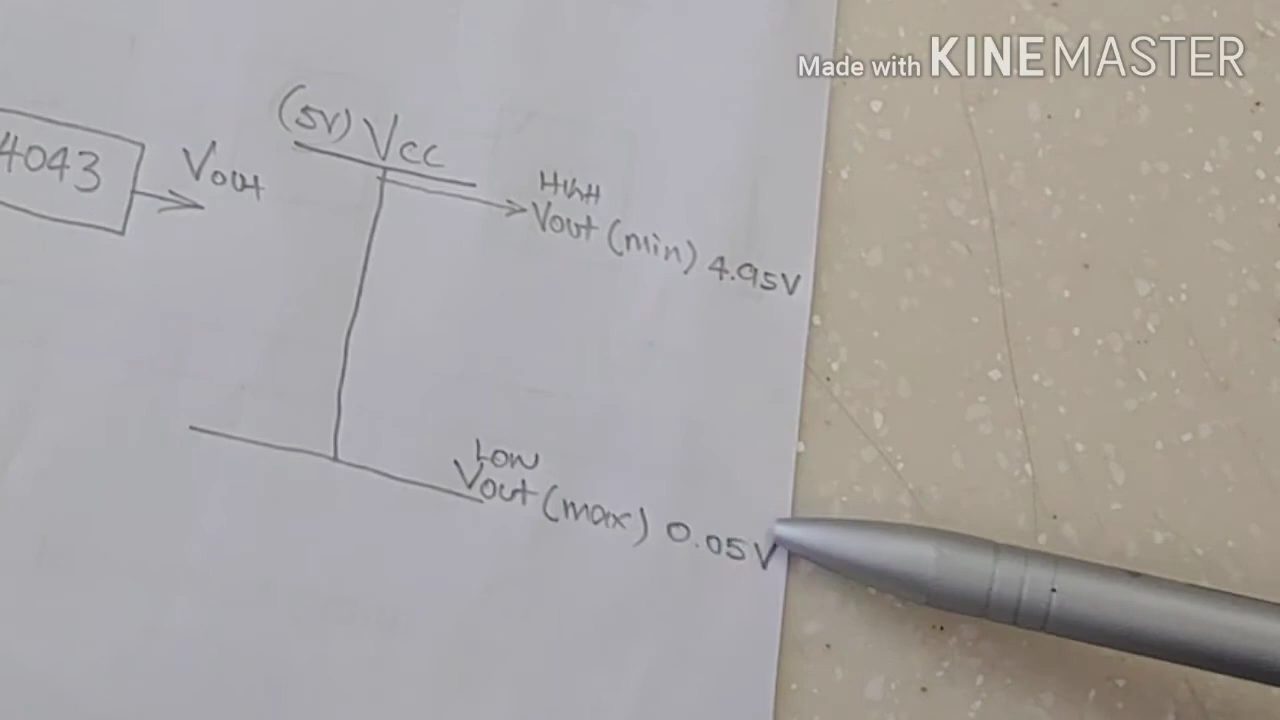 Made with KINEMASTER
(5V) Vcc
4043
Vout
HIGH
Vout (min) 4.95V
LOW
Vout (max) 0.05V